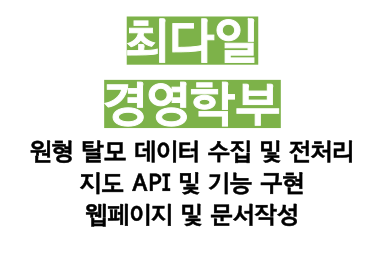 최다일
경영학부
원형 탈모 데이터 수집 및 전처리
지도 API 및 기능 구현
웹페이지 및 문서작성